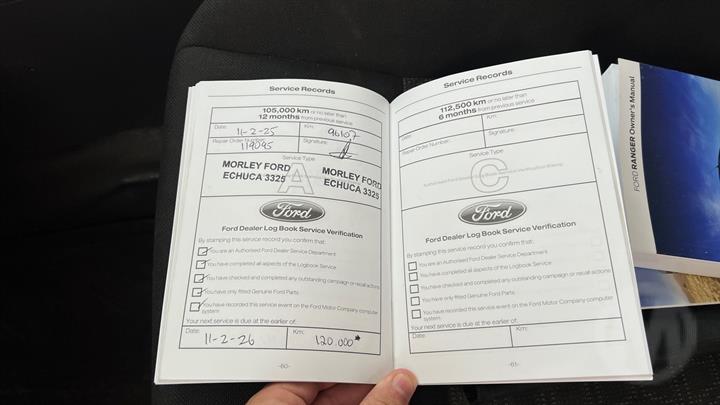 Service Records
105,000 km or no later than
12 months from previous service
Date: 11-2-25 Km: 96107
Repair Order Number: 119095 Signature:
Service Type
A
MORLEY FORD
ECHUCA 3325
MORLEY FORD
ECHUCA 3325
Ford
Ford Dealer Log Book Service Verification
By stamping this service record you confirm that:
You are an Authorised Ford Service Department
You have completed all aspects of the Logbook Service
You have checked and completed any outstanding campaign or recall actions
You have only fitted Genuine Ford Parts
You have recorded this service event on the Ford Motor Company computer
system
Your next service is due at the earlier of:
Date: 11-2-26 Km: 120.000*
-60-
Service Records
112,500 km or no later than
6 months from previous service
Date: Km:
Repair Order Number: Signature:
Service Type
C
Ford
Ford Dealer Log Book Service Verification
By stamping this service record you confirm that:
You are an Authorised Ford Service Department
You have completed all aspects of the Logbook Service
You have checked and completed any outstanding campaign or recall actions
You have only fitted Genuine Ford Parts
You have recorded this service event on the Ford Motor Company computer
system
Your next service is due at the earlier of:
Date: Km:
-61-
FORD RANGER Owner's Manual